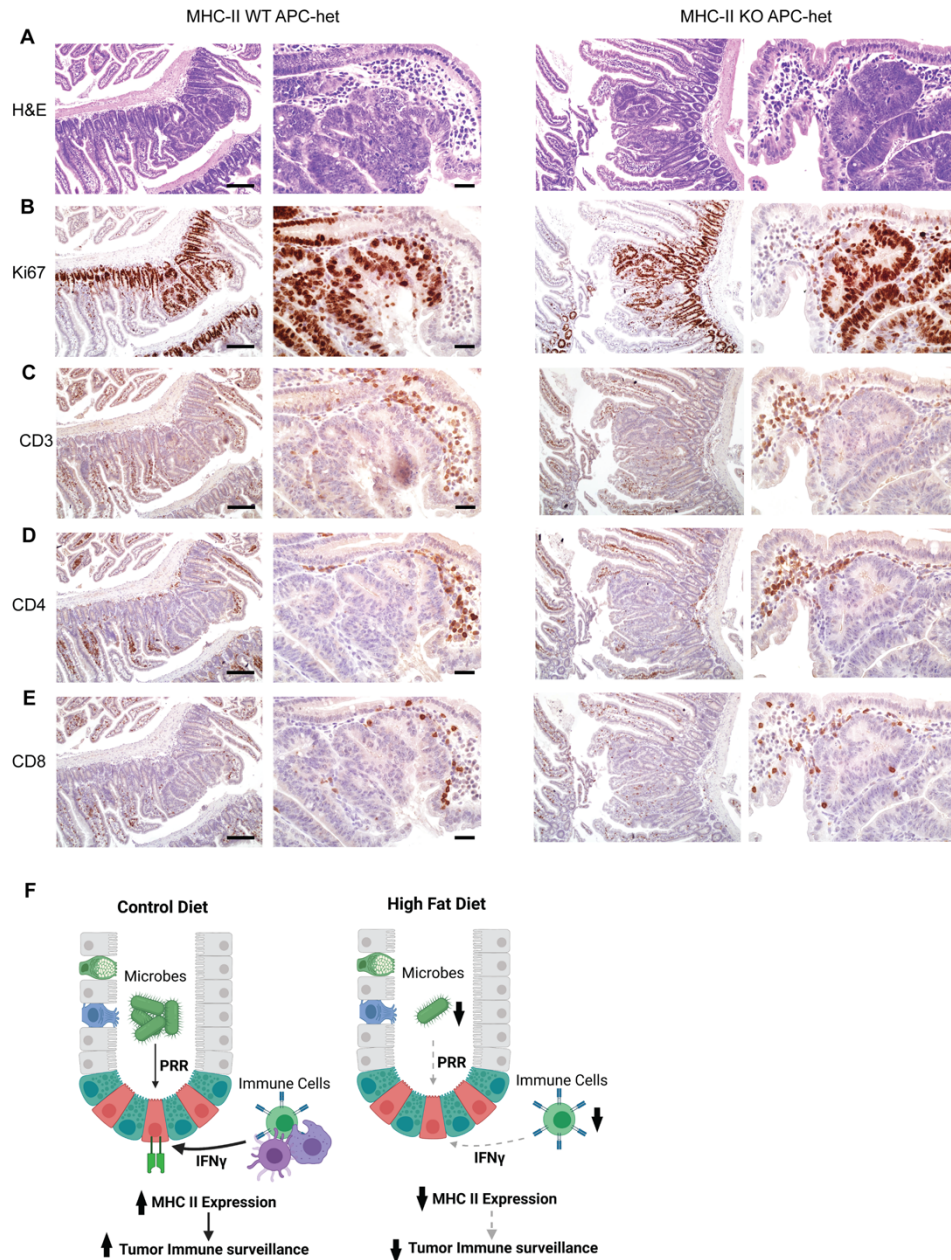 MHC-II WT APC-het
MHC-II KO APC-het
A
H&E
B
Ki67
C
CD3
D
CD4
E
CD8
F
Control Diet
Microbes
PRR
Immune Cells
IFNγ
MHC II Expression
Tumor Immune surveillance
High Fat Diet
Microbes
PRR
Immune Cells
IFNγ
MHC II Expression
Tumor Immune surveillance